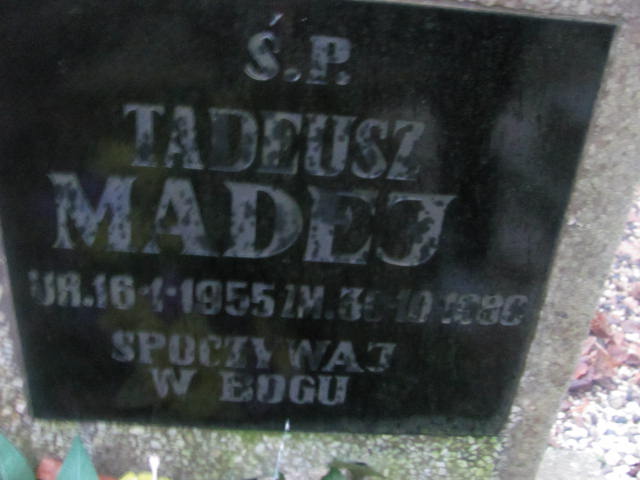 Ś.P.
TADEUSZ
MADEJ
UR.16-1-1955 ZM.
SPOCZYWAJ
W BOGU